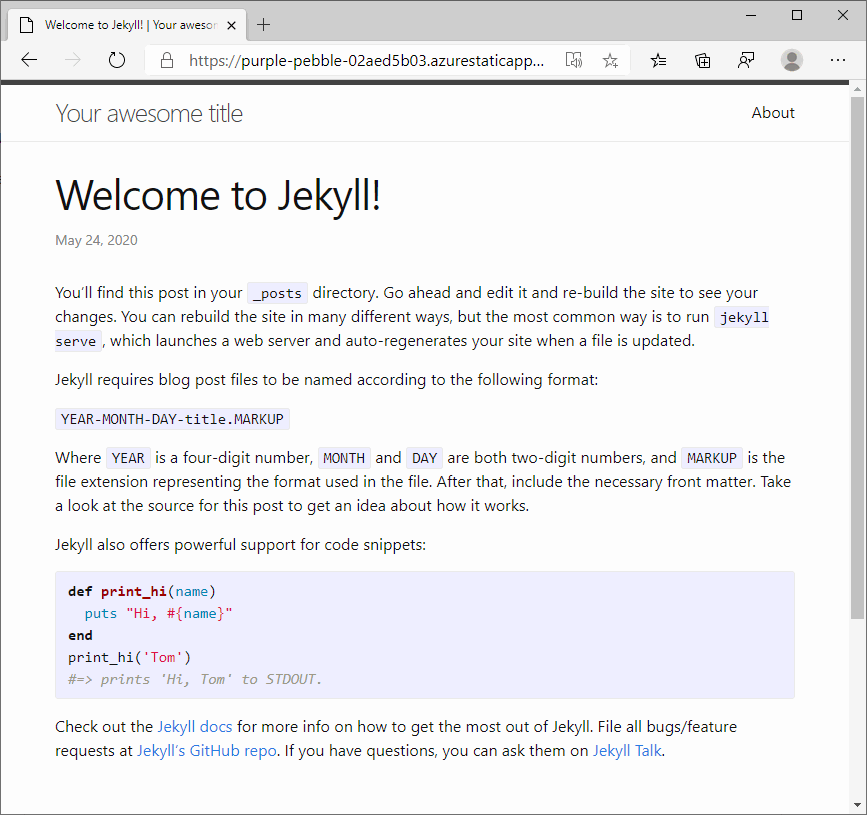 Welcome to Jekyll! | Your awesor
https://purple-pebble-02aed5b03.azurestaticapp...
Your awesome title
About
Welcome to Jekyll!
May 24, 2020
You’ll find this post in your _posts directory. Go ahead and edit it and re-build the site to see your
changes. You can rebuild the site in many different ways, but the most common way is to run jekyll
serve, which launches a web server and auto-regenerates your site when a file is updated.
Jekyll requires blog post files to be named according to the following format:
YEAR-MONTH-DAY-title.MARKUP
Where YEAR is a four-digit number, MONTH and DAY are both two-digit numbers, and MARKUP is the
file extension representing the format used in the file. After that, include the necessary front matter. Take
a look at the source for this post to get an idea about how it works.
Jekyll also offers powerful support for code snippets:
def print_hi(name)
  puts "Hi, #{name}"
end
print_hi('Tom')
#=> prints 'Hi, Tom' to STDOUT.
Check out the Jekyll docs for more info on how to get the most out of Jekyll. File all bugs/feature
requests at Jekyll’s GitHub repo. If you have questions, you can ask them on Jekyll Talk.